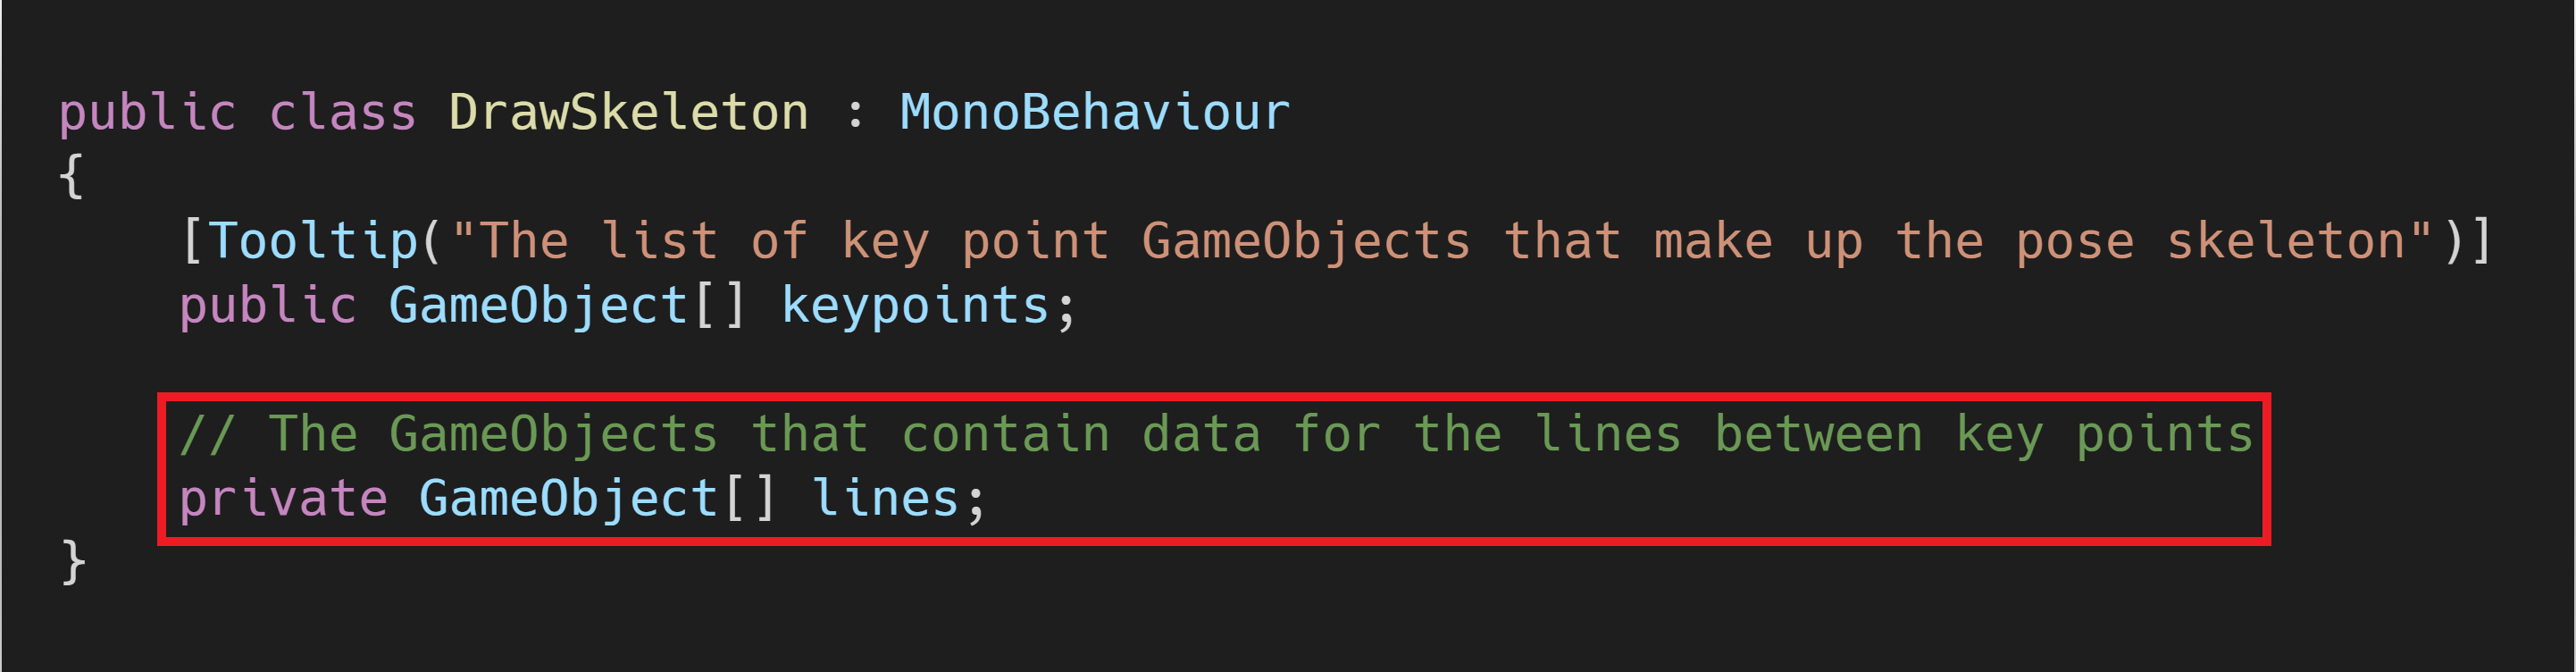 public class DrawSkeleton : MonoBehaviour
{
    [Tooltip("The list of key point GameObjects that make up the pose skeleton")]
    public GameObject[] keypoints;

    // The GameObjects that contain data for the lines between key points
    private GameObject[] lines;
}